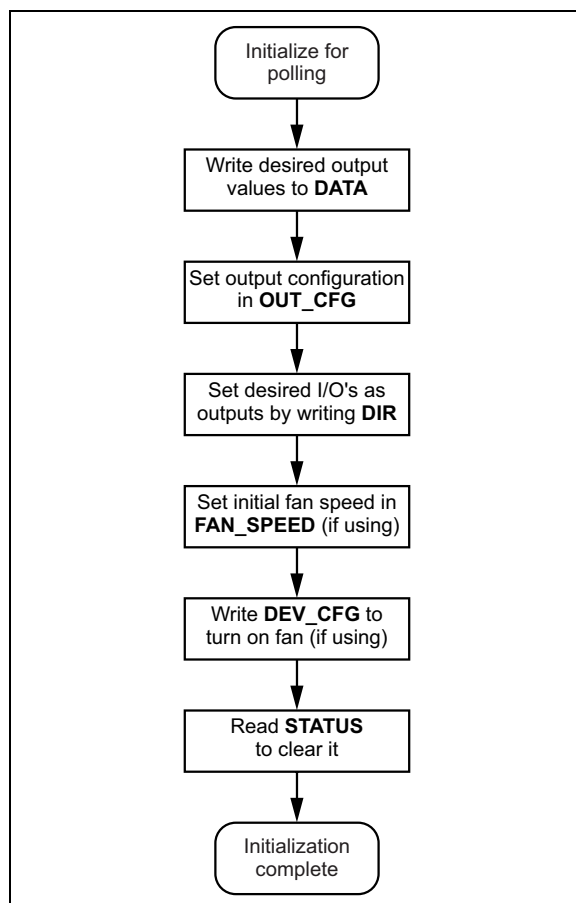 Initialize for
polling
Write desired output
values to DATA
Set output configuration
in OUT_CFG
Set desired I/O's as
outputs by writing DIR
Set initial fan speed in
FAN_SPEED (if using)
Write DEV_CFG to
turn on fan (if using)
Read STATUS
to clear it
Initialization
complete